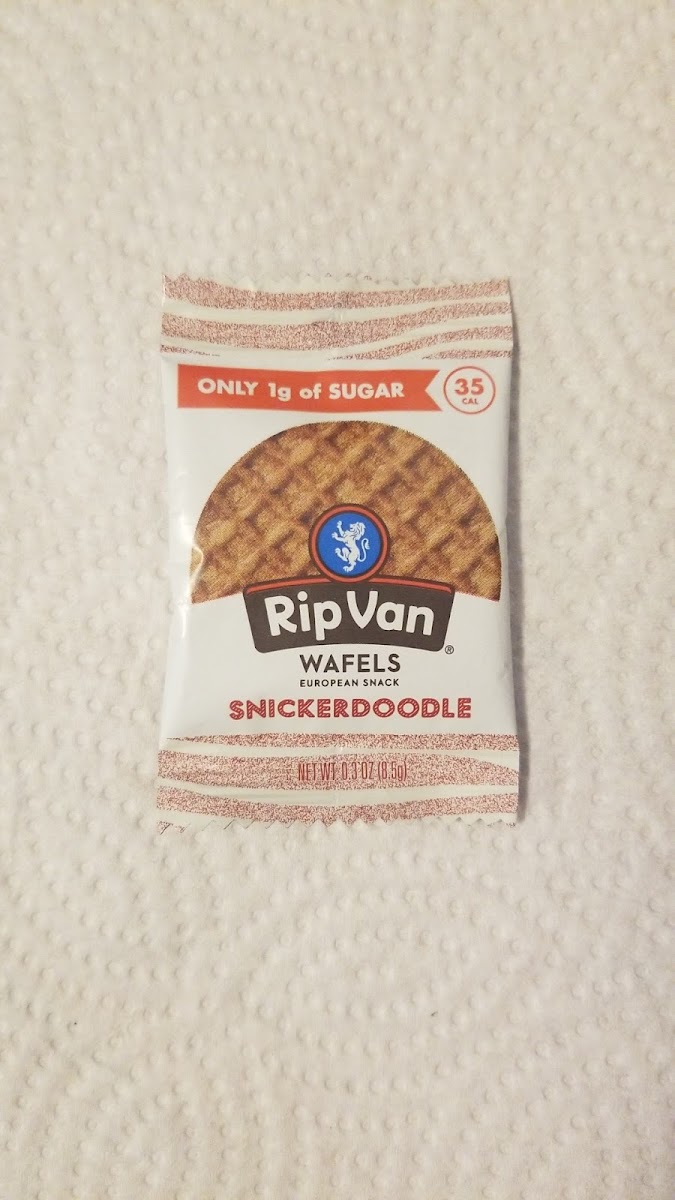 ONLY 1g of SUGAR
35
CAL
Rip Van
®
WAFELS
EUROPEAN SNACK
SNICKERDOODLE
NET WT 0.3 OZ (8.5g)